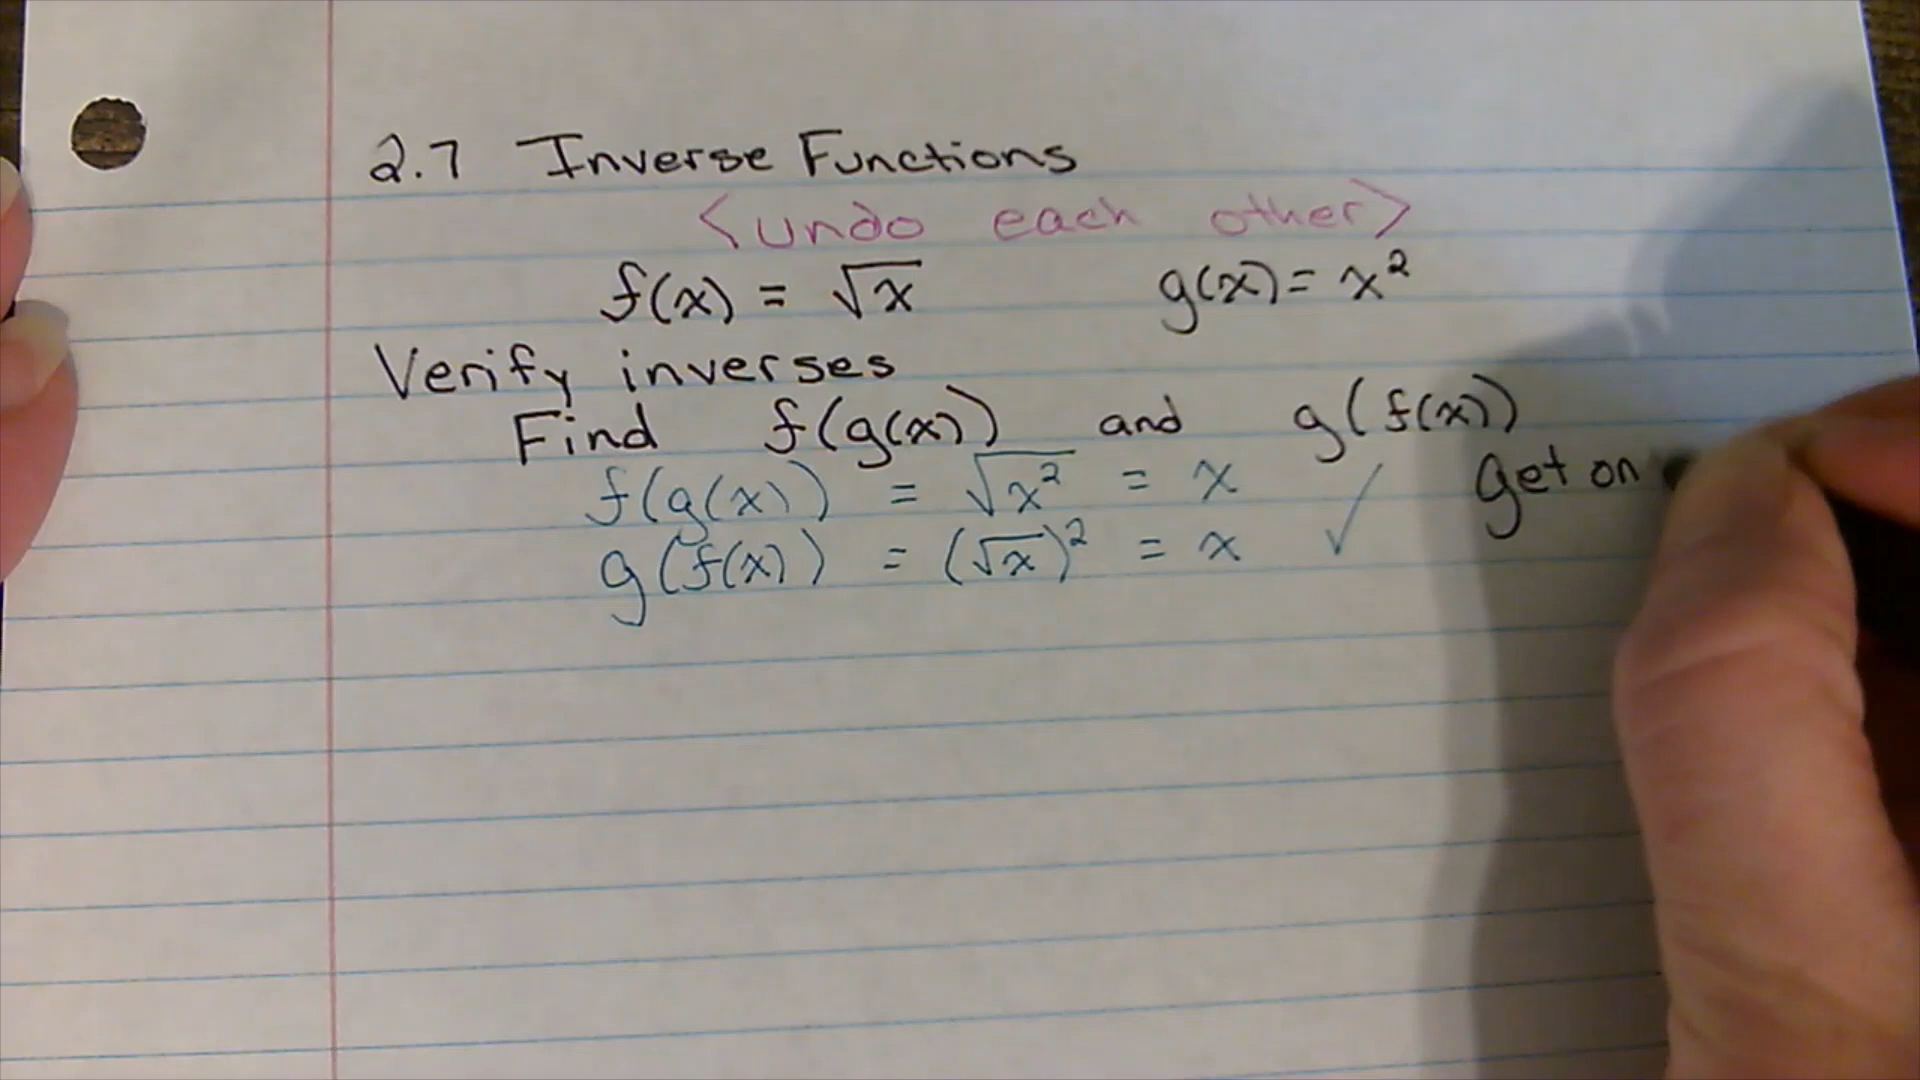 2.7 Inverse Functions
<undo each other>
f(x) = √x g(x) = x²
Verify inverses
Find f(g(x)) and g(f(x))
f(g(x)) = √x² = x ✓ Get on
g(f(x)) = (√x)² = x